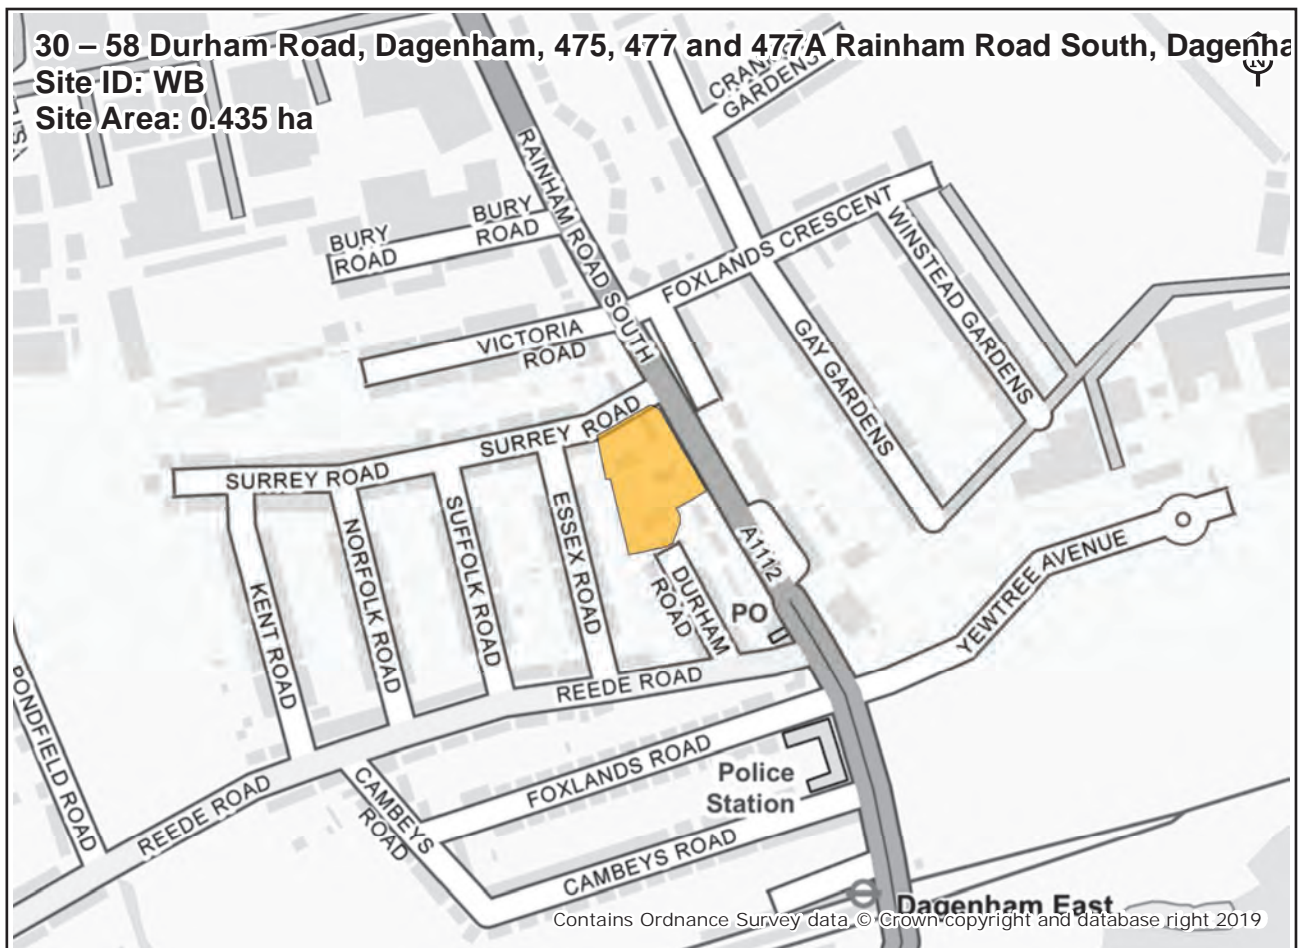 30 – 58 Durham Road, Dagenham, 475, 477 and 477A Rainham Road South, Dagenha
Site ID: WB
Site Area: 0.435 ha
N
GARDENS
RAINHAM ROAD SOUTH
BURY
ROAD
BURY
ROAD
FOXLANDS CRESCENT
WINSTEAD GARDENS
VICTORIA
ROAD
GAY GARDENS
SURREY ROAD
SURREY ROAD
KENT ROAD
NORFOLK ROAD
SUFFOLK ROAD
ESSEX ROAD
DURHAM
ROAD
A1112
PO
YEWTREE AVENUE
REEDE ROAD
PONDFIELD ROAD
REEDE ROAD
FOXLANDS ROAD
Police
Station
CAMBEYS
ROAD
CAMBEYS ROAD
Dagenham East
Contains Ordnance Survey data © Crown copyright and database right 2019